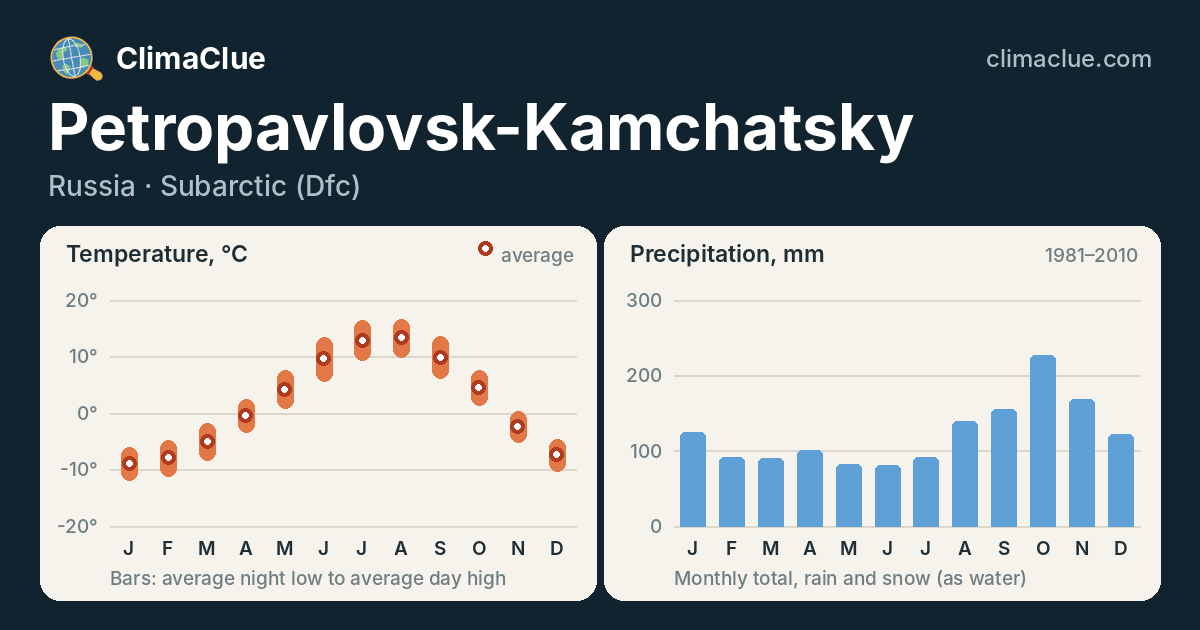 ClimaClue
climaclue.com
Petropavlovsk-Kamchatsky
Russia · Subarctic (Dfc)
Temperature, °C
average
20°
10°
0°
-10°
-20°
J F M A M J J A S O N D
Bars: average night low to average day high
Precipitation, mm
1981–2010
300
200
100
0
J F M A M J J A S O N D
Monthly total, rain and snow (as water)